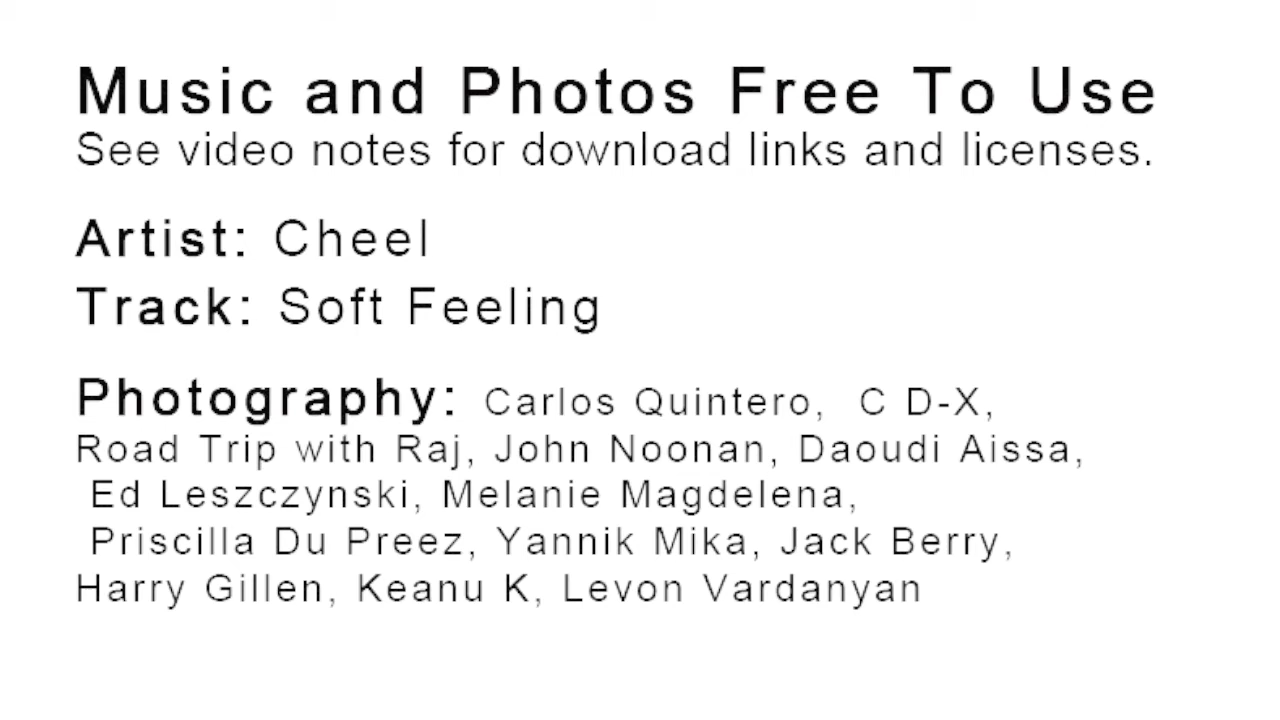 Music and Photos Free To Use
See video notes for download links and licenses.
Artist: Cheel
Track: Soft Feeling
Photography: Carlos Quintero, C D-X,
Road Trip with Raj, John Noonan, Daoudi Aissa,
Ed Leszczynski, Melanie Magdelena,
Priscilla Du Preez, Yannik Mika, Jack Berry,
Harry Gillen, Keanu K, Levon Vardanyan